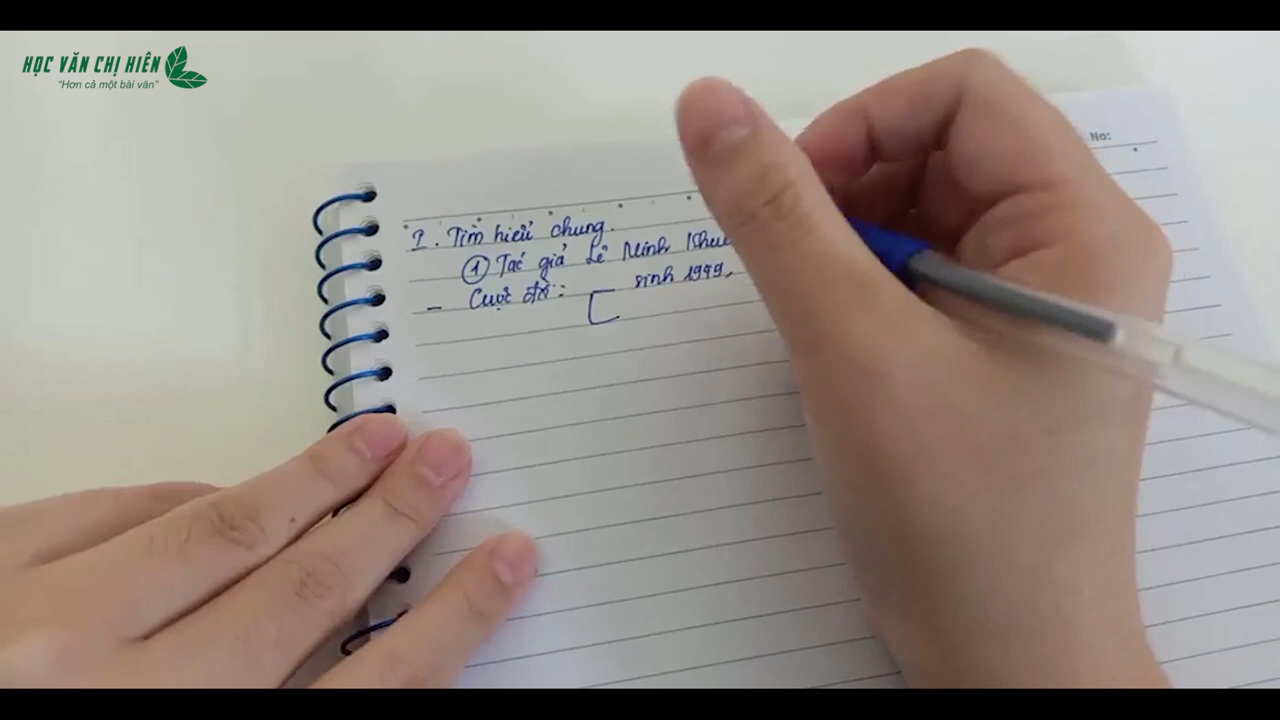 HỌC VĂN CHỊ HIÊN
"Hơn cả một bài văn"
No:
I. Tìm hiểu chung.
① Tác giả Lê Minh Khuê
- Cuộc đời: sinh 1949,